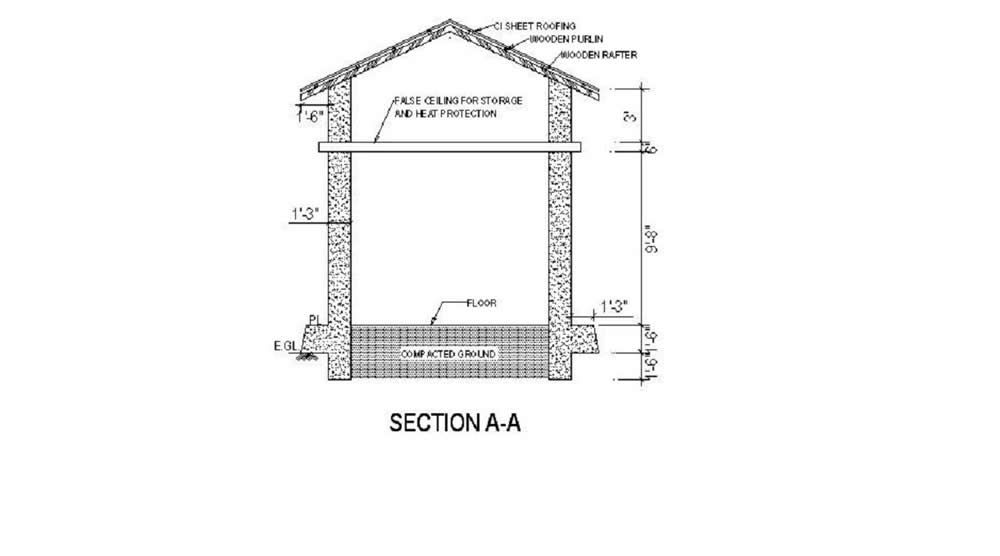 CI SHEET ROOFING
WOODEN PURLIN
WOODEN RAFTER
FALSE CEILING FOR STORAGE
AND HEAT PROTECTION
1'-6"
3'
6"
1'-3"
9'-8"
FLOOR
1'-3"
PL
E.GL
COMPACTED GROUND
1'-6"
1'-6"
SECTION A-A